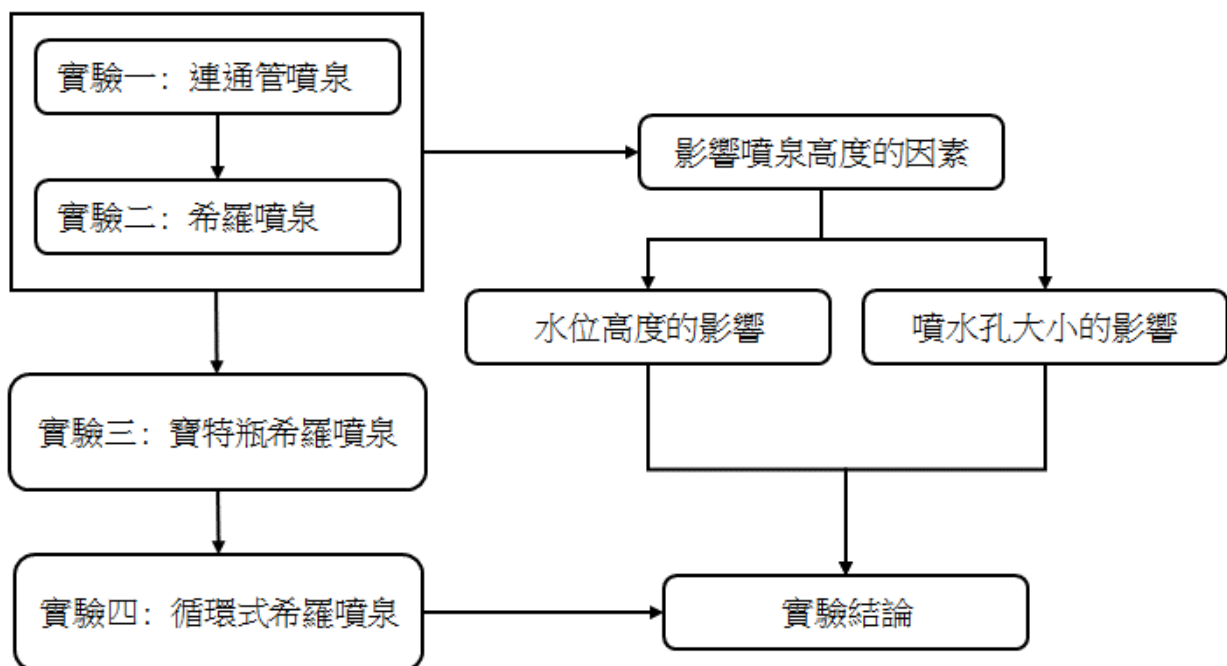 實驗一：連通管噴泉
實驗二：希羅噴泉
影響噴泉高度的因素
水位高度的影響
噴水孔大小的影響
實驗三：寶特瓶希羅噴泉
實驗四：循環式希羅噴泉
實驗結論